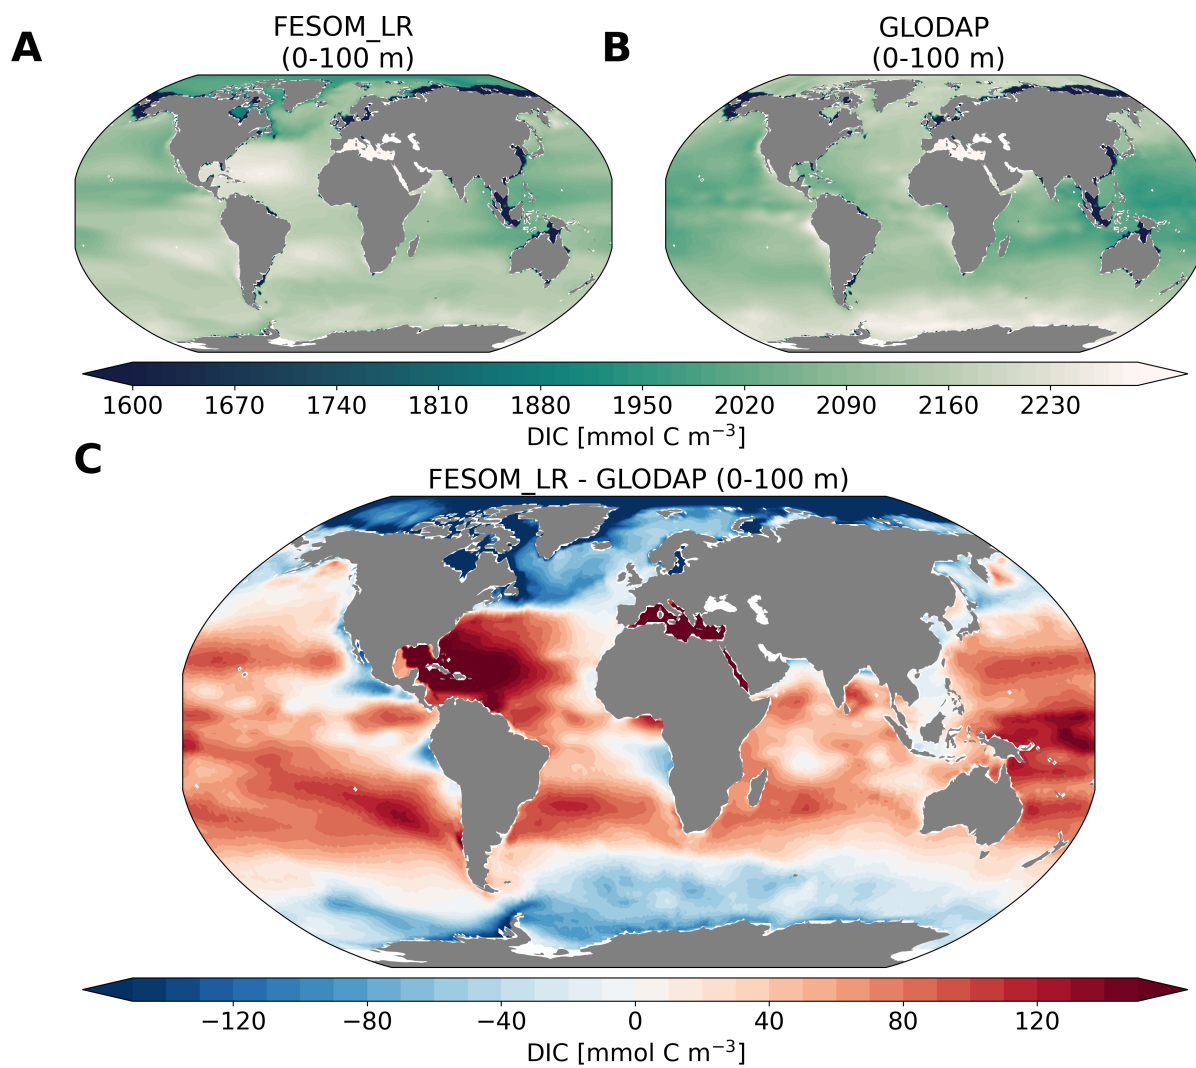 A
FESOM_LR
(0-100 m)
B
GLODAP
(0-100 m)
1600 1670 1740 1810 1880 1950 2020 2090 2160 2230
DIC [mmol C m⁻³]
C
FESOM_LR - GLODAP (0-100 m)
−120 −80 −40 0 40 80 120
DIC [mmol C m⁻³]